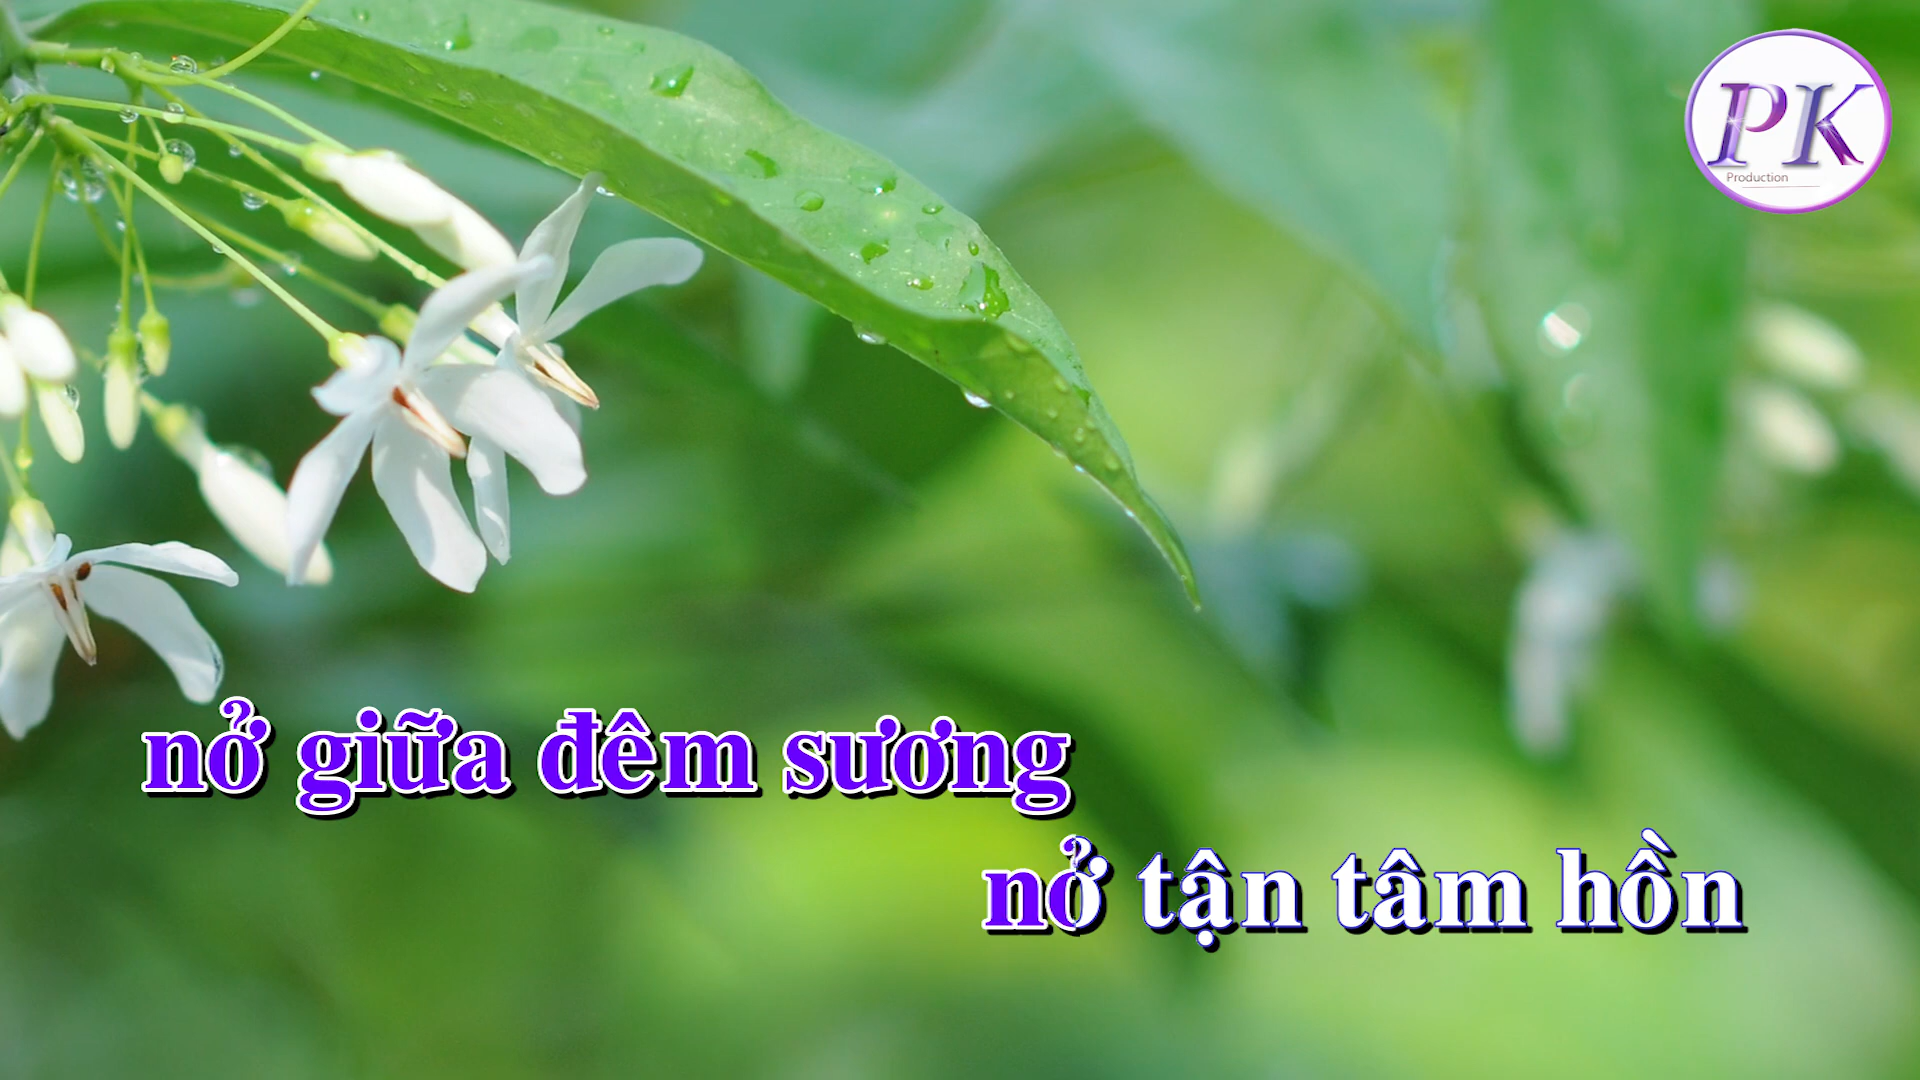 PK
Production
nở giữa đêm sương
nở tận tâm hồn